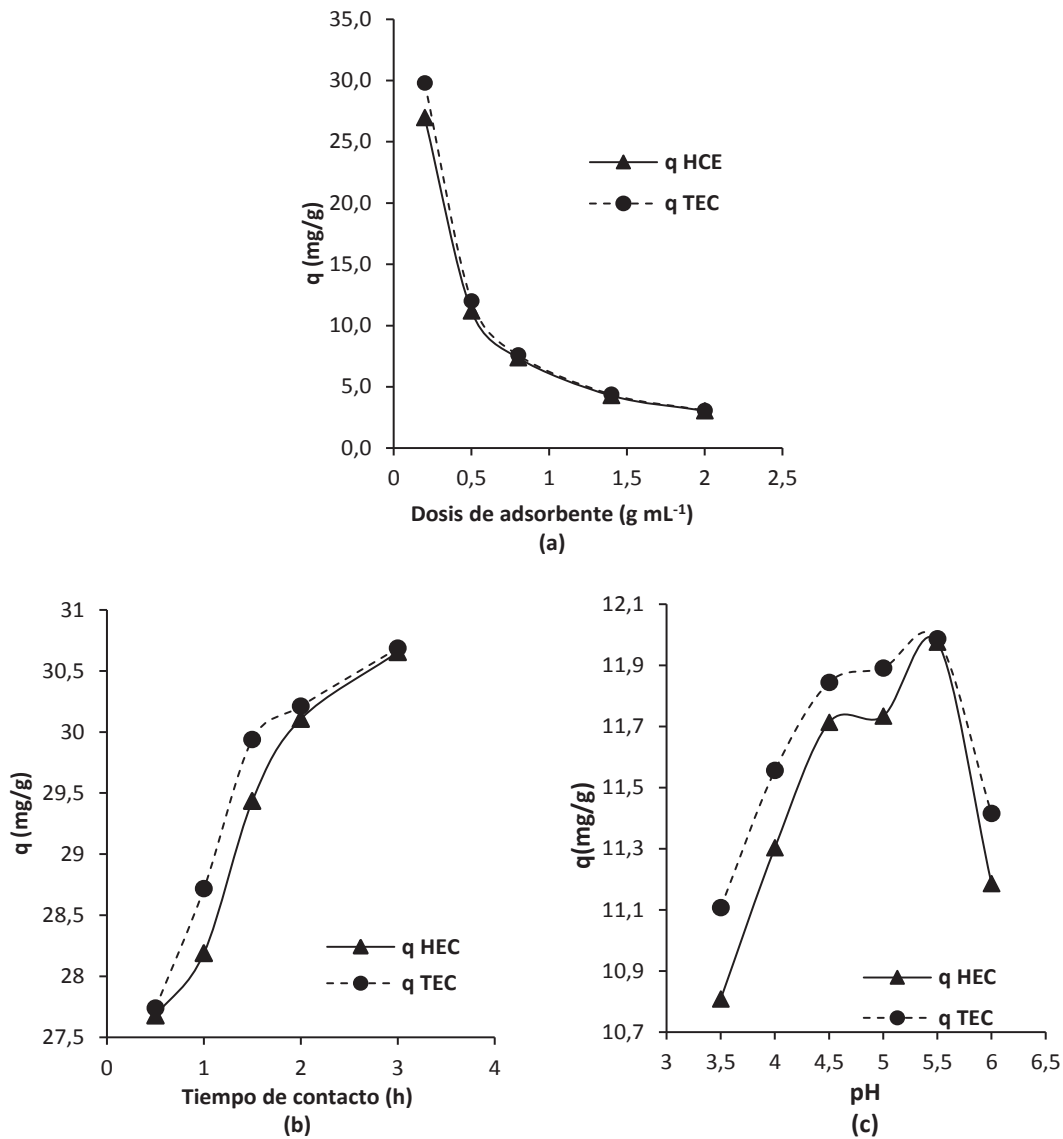 35,0
30,0
25,0
20,0
15,0
10,0
5,0
0,0
q (mg/g)
q HCE
q TEC
0 0,5 1 1,5 2 2,5
Dosis de adsorbente (g mL⁻¹)
(a)
31
30,5
30
29,5
29
28,5
28
27,5
q (mg/g)
q HEC
q TEC
0 1 2 3 4
Tiempo de contacto (h)
(b)
12,1
11,9
11,7
11,5
11,3
11,1
10,9
10,7
q(mg/g)
q HEC
q TEC
3 3,5 4 4,5 5 5,5 6 6,5
pH
(c)